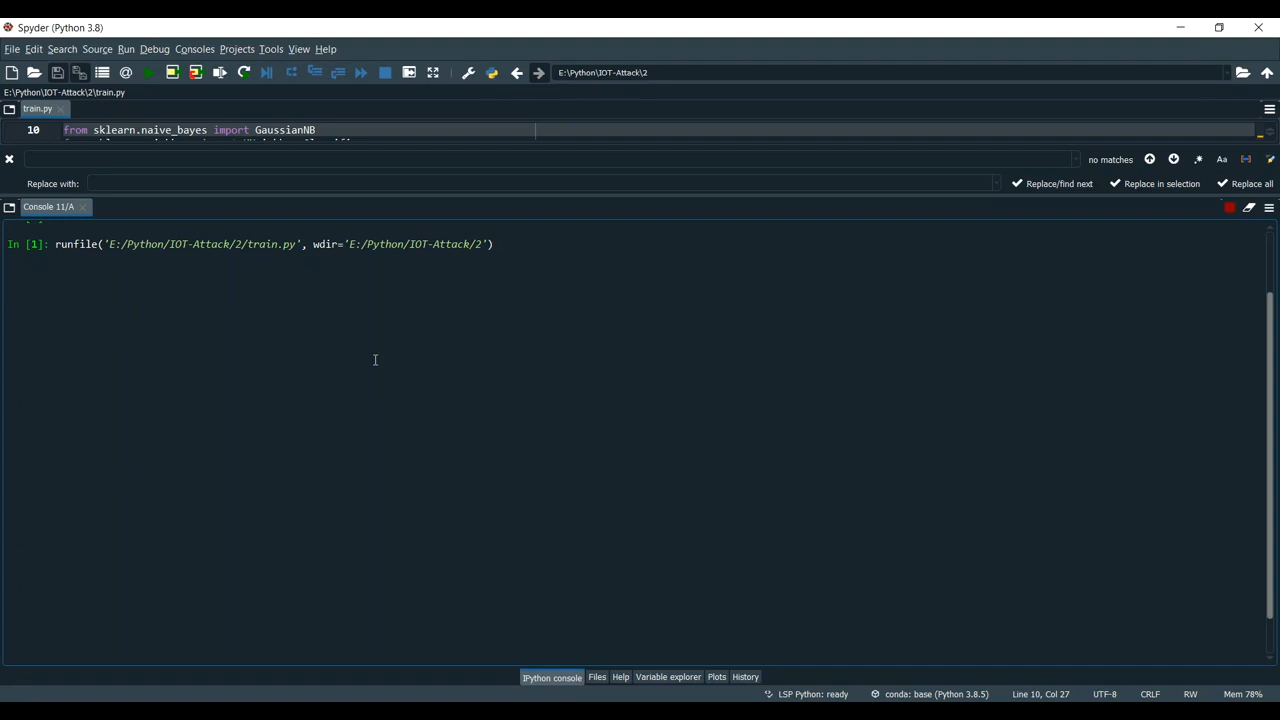 Spyder (Python 3.8)
File Edit Search Source Run Debug Consoles Projects Tools View Help
E:\Python\IOT-Attack\2
E:\Python\IOT-Attack\2\train.py
train.py
10 from sklearn.naive_bayes import GaussianNB
no matches Aa
Replace with: Replace/find next Replace in selection Replace all
Console 11/A
In [1]: runfile('E:/Python/IOT-Attack/2/train.py', wdir='E:/Python/IOT-Attack/2')
IPython console Files Help Variable explorer Plots History
LSP Python: ready conda: base (Python 3.8.5) Line 10, Col 27 UTF-8 CRLF RW Mem 78%